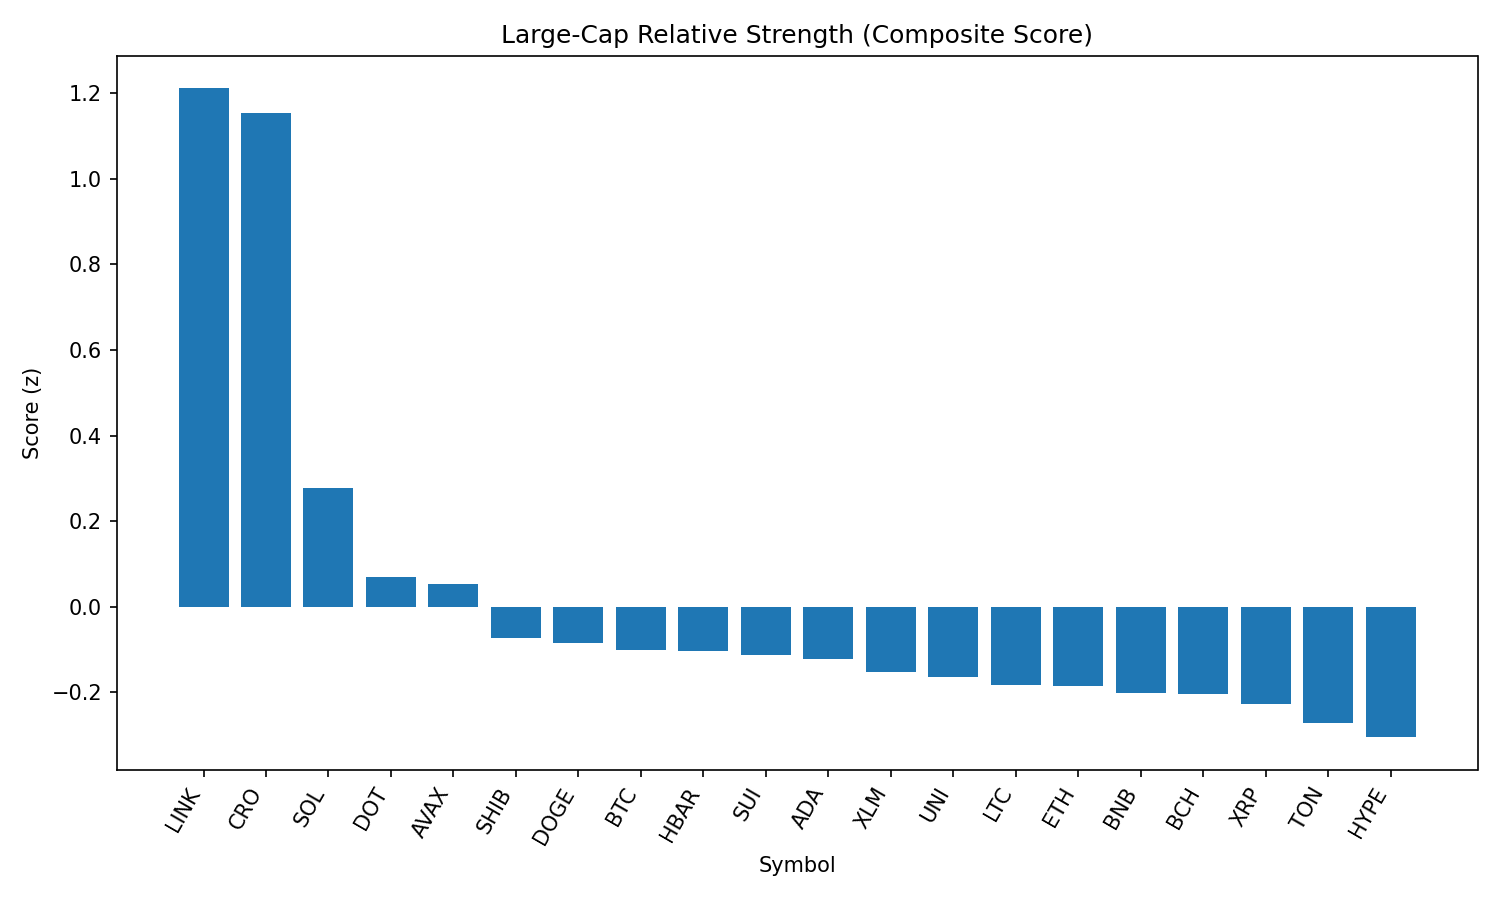 Large-Cap Relative Strength (Composite Score)
Score (z)
1.2
1.0
0.8
0.6
0.4
0.2
0.0
−0.2
LINK
CRO
SOL
DOT
AVAX
SHIB
DOGE
BTC
HBAR
SUI
ADA
XLM
UNI
LTC
ETH
BNB
BCH
XRP
TON
HYPE
Symbol